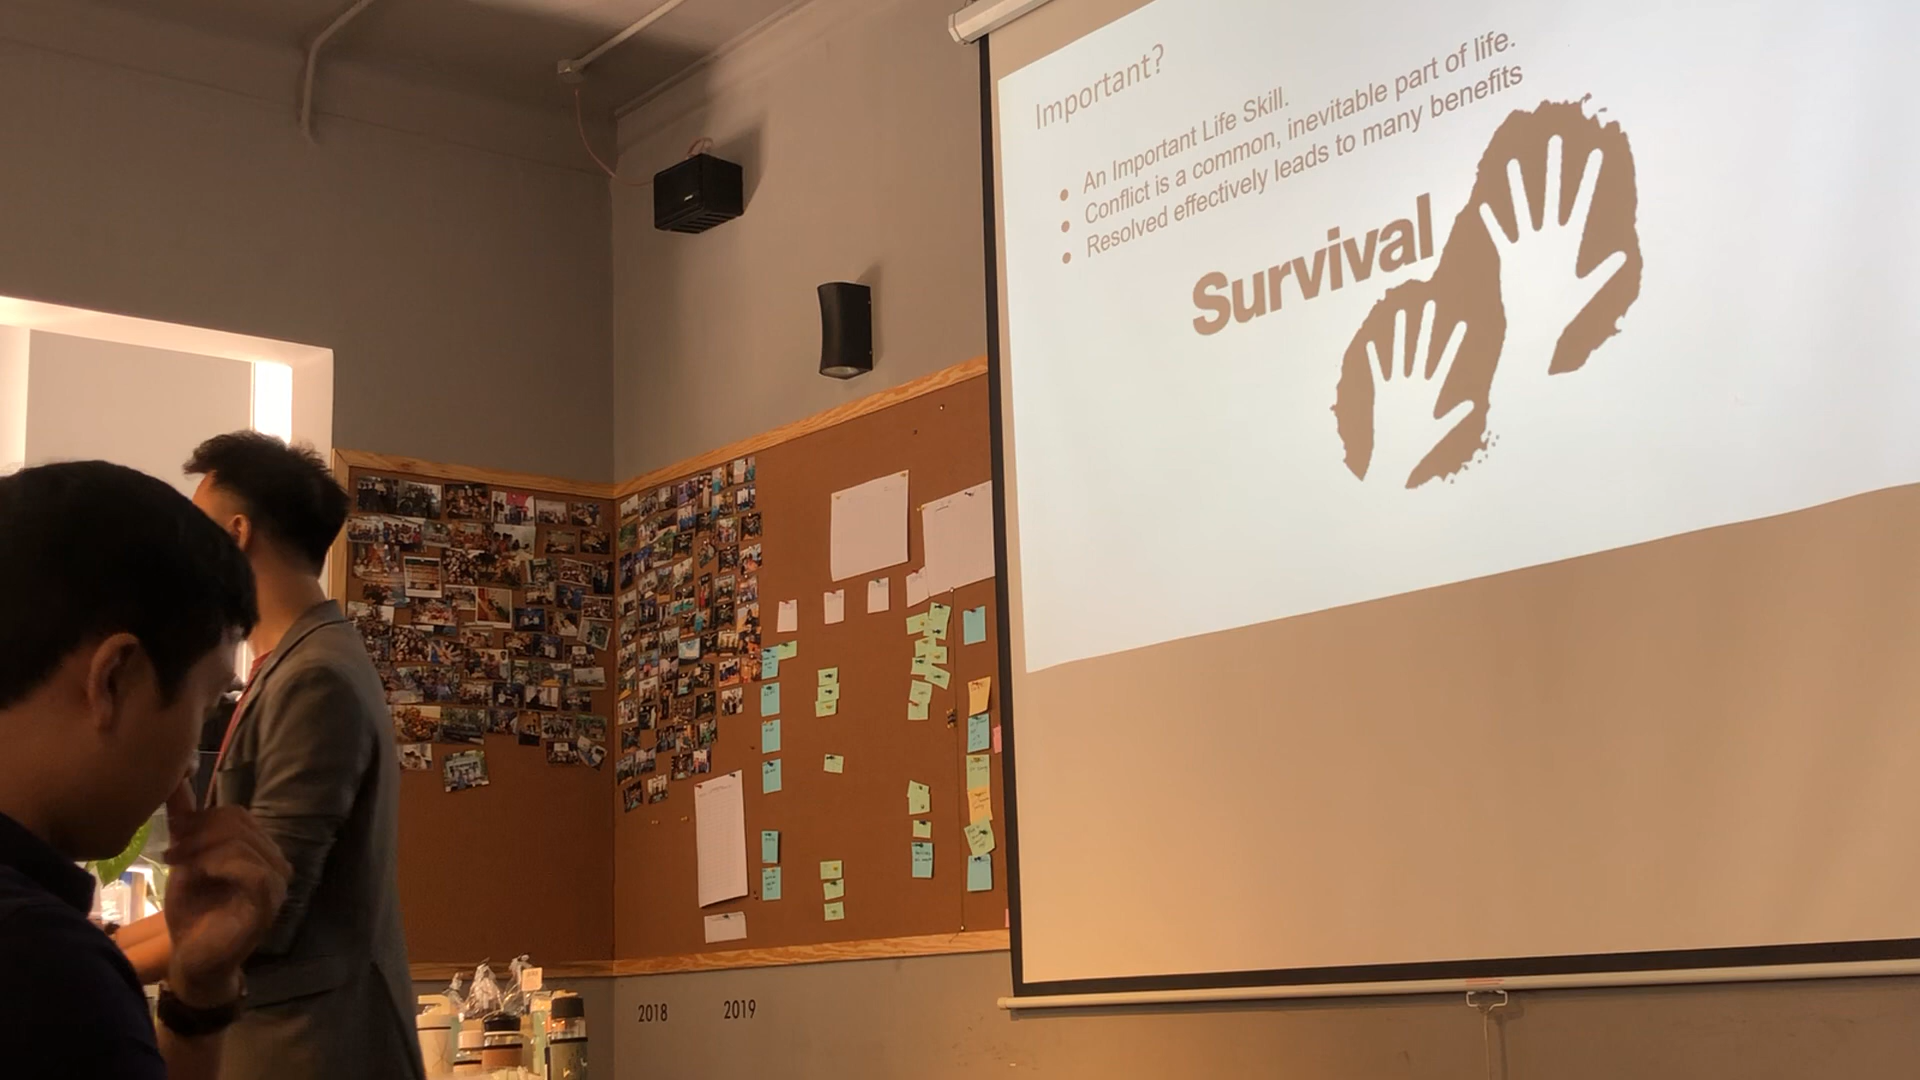 Important?
An Important Life Skill.
Conflict is a common, inevitable part of life.
Resolved effectively leads to many benefits
Survival
2018
2019